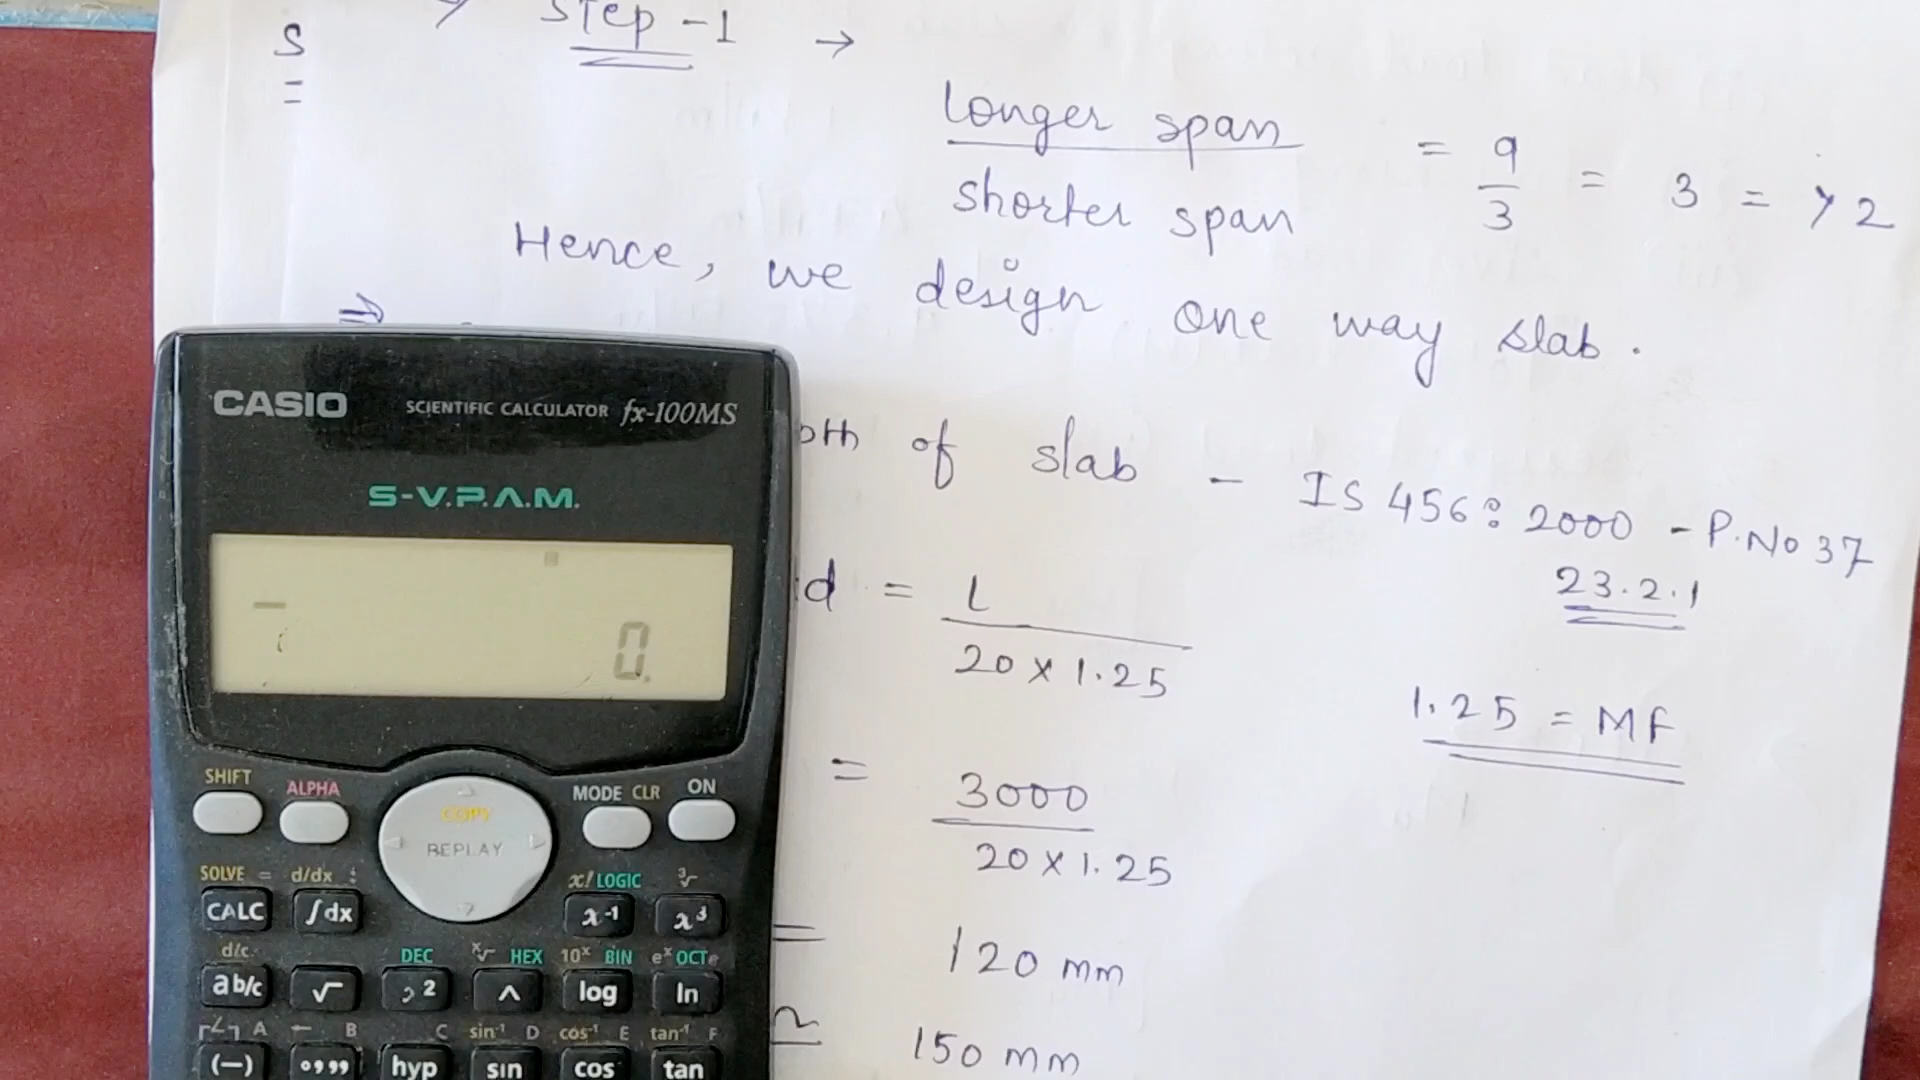 S Step - 1 →
Longer span / shorter span = 9/3 = 3 = > 2
Hence, we design one way slab.
⇒
pth of slab - IS 456: 2000 - P.No 37
23.2.1
d = L / 20 x 1.25
1.25 = MF
= 3000 / 20 x 1.25
= 120 mm
≃ 150 mm
CASIO SCIENTIFIC CALCULATOR fx-100MS
S-V.P.A.M.
0.
SHIFT ALPHA MODE CLR ON
COPY
REPLAY
SOLVE = d/dx : x! LOGIC ³√
CALC ∫dx x⁻¹ x³
d/c DEC ˣ√ HEX 10ˣ BIN eˣ OCT
ab/c √ ² ^ log ln
A ← B C sin⁻¹ D cos⁻¹ E tan⁻¹ F
(−) hyp sin cos tan